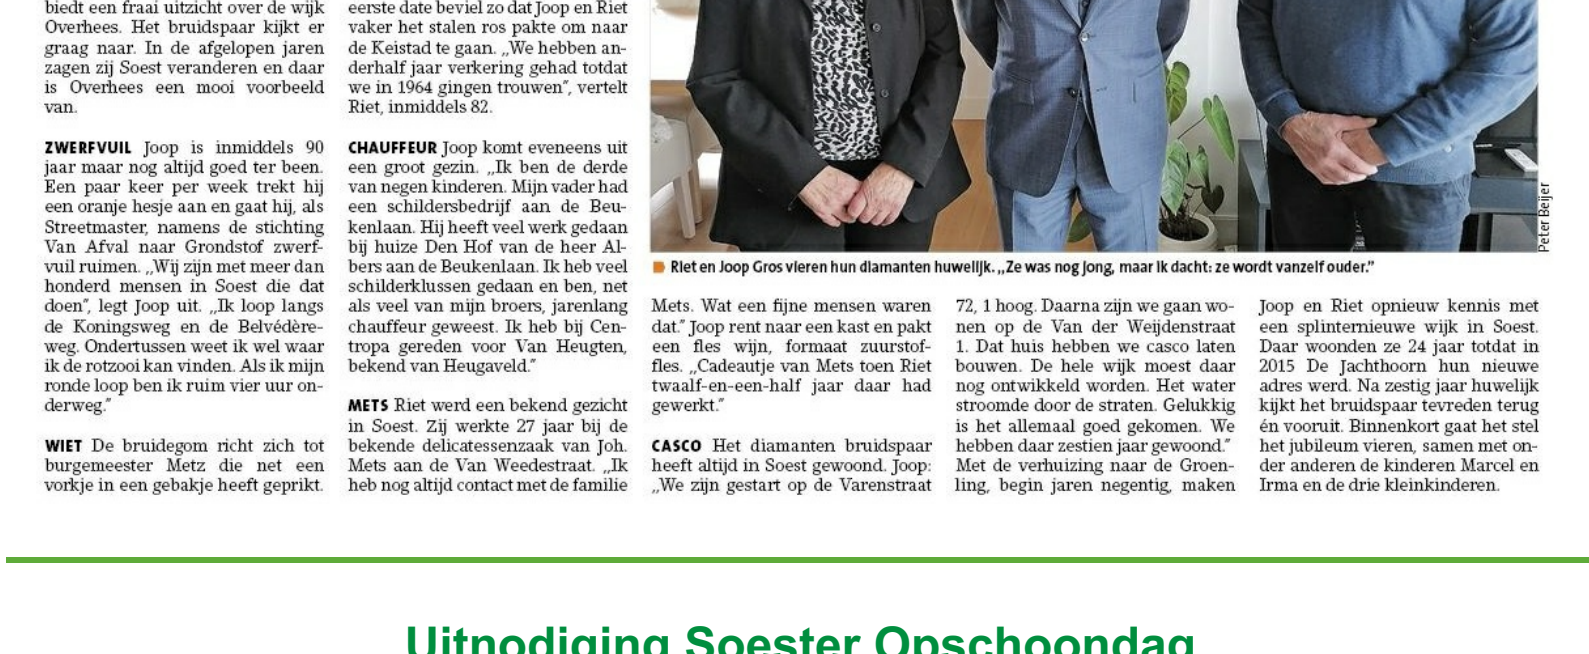 biedt een fraai uitzicht over de wijk
Overhees. Het bruidspaar kijkt er
graag naar. In de afgelopen jaren
zagen zij Soest veranderen en daar
is Overhees een mooi voorbeeld
van.
ZWERFVUIL Joop is inmiddels 90
jaar maar nog altijd goed ter been.
Een paar keer per week trekt hij
een oranje hesje aan en gaat hij, als
Streetmaster, namens de stichting
Van Afval naar Grondstof zwerf-
vuil ruimen. „Wij zijn met meer dan
honderd mensen in Soest die dat
doen”, legt Joop uit. „Ik loop langs
de Koningsweg en de Belvédère-
weg. Ondertussen weet ik wel waar
ik de rotzooi kan vinden. Als ik mijn
ronde loop ben ik ruim vier uur on-
derweg.”
WIET De bruidegom richt zich tot
burgemeester Metz die net een
vorkje in een gebakje heeft geprikt.
eerste date beviel zo dat Joop en Riet
vaker het stalen ros pakte om naar
de Keistad te gaan. „We hebben an-
derhalf jaar verkering gehad totdat
we in 1964 gingen trouwen”, vertelt
Riet, inmiddels 82.
CHAUFFEUR Joop komt eveneens uit
een groot gezin. „Ik ben de derde
van negen kinderen. Mijn vader had
een schildersbedrijf aan de Beu-
kenlaan. Hij heeft veel werk gedaan
bij huize Den Hof van de heer Al-
bers aan de Beukenlaan. Ik heb veel
schilderklussen gedaan en ben, net
als veel van mijn broers, jarenlang
chauffeur geweest. Ik heb bij Cen-
tropa gereden voor Van Heugten,
bekend van Heugaveld.”
METS Riet werd een bekend gezicht
in Soest. Zij werkte 27 jaar bij de
bekende delicatessenzaak van Joh.
Mets aan de Van Weedestraat. „Ik
heb nog altijd contact met de familie
Peter Beijer
Riet en Joop Gros vieren hun diamanten huwelijk. „Ze was nog jong, maar ik dacht: ze wordt vanzelf ouder.”
Mets. Wat een fijne mensen waren
dat.” Joop rent naar een kast en pakt
een fles wijn, formaat zuurstof-
fles. „Cadeautje van Mets toen Riet
twaalf-en-een-half jaar daar had
gewerkt.”
CASCO Het diamanten bruidspaar
heeft altijd in Soest gewoond. Joop:
„We zijn gestart op de Varenstraat
72, 1 hoog. Daarna zijn we gaan wo-
nen op de Van der Weijdenstraat
1. Dat huis hebben we casco laten
bouwen. De hele wijk moest daar
nog ontwikkeld worden. Het water
stroomde door de straten. Gelukkig
is het allemaal goed gekomen. We
hebben daar zestien jaar gewoond.”
Met de verhuizing naar de Groen-
ling, begin jaren negentig, maken
Joop en Riet opnieuw kennis met
een splinternieuwe wijk in Soest.
Daar woonden ze 24 jaar totdat in
2015 De Jachthoorn hun nieuwe
adres werd. Na zestig jaar huwelijk
kijkt het bruidspaar tevreden terug
én vooruit. Binnenkort gaat het stel
het jubileum vieren, samen met on-
der anderen de kinderen Marcel en
Irma en de drie kleinkinderen.
Uitnodiging Soester Opschoondag